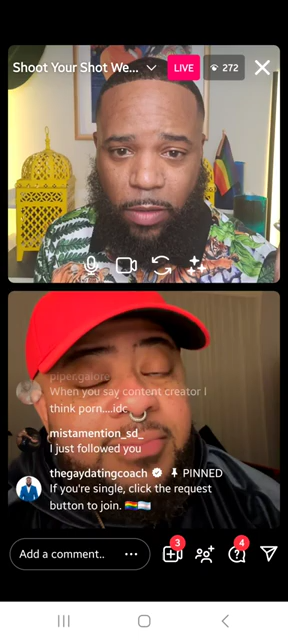 Shoot Your Shot We...
LIVE
272
piper.galore
When you say content creator I
think porn....idc
mistamention_sd_
I just followed you
thegaydatingcoach PINNED
If you're single, click the request
button to join. 🏳️‍🌈🏳️‍⚧️
Add a comment..
3
4